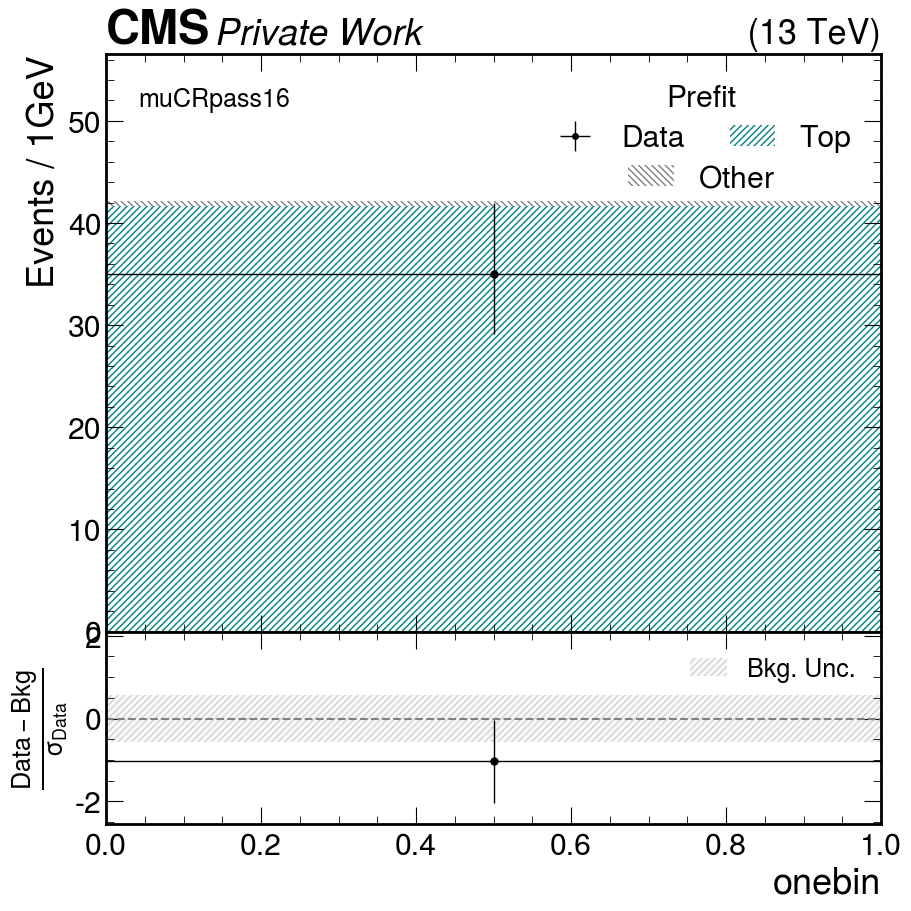 CMS Private Work (13 TeV)
Events / 1GeV
muCRpass16
Prefit
Data Top
Other
50
40
30
20
10
0
2
0
-2
Data – Bkg
σData
Bkg. Unc.
0.0 0.2 0.4 0.6 0.8 1.0
onebin